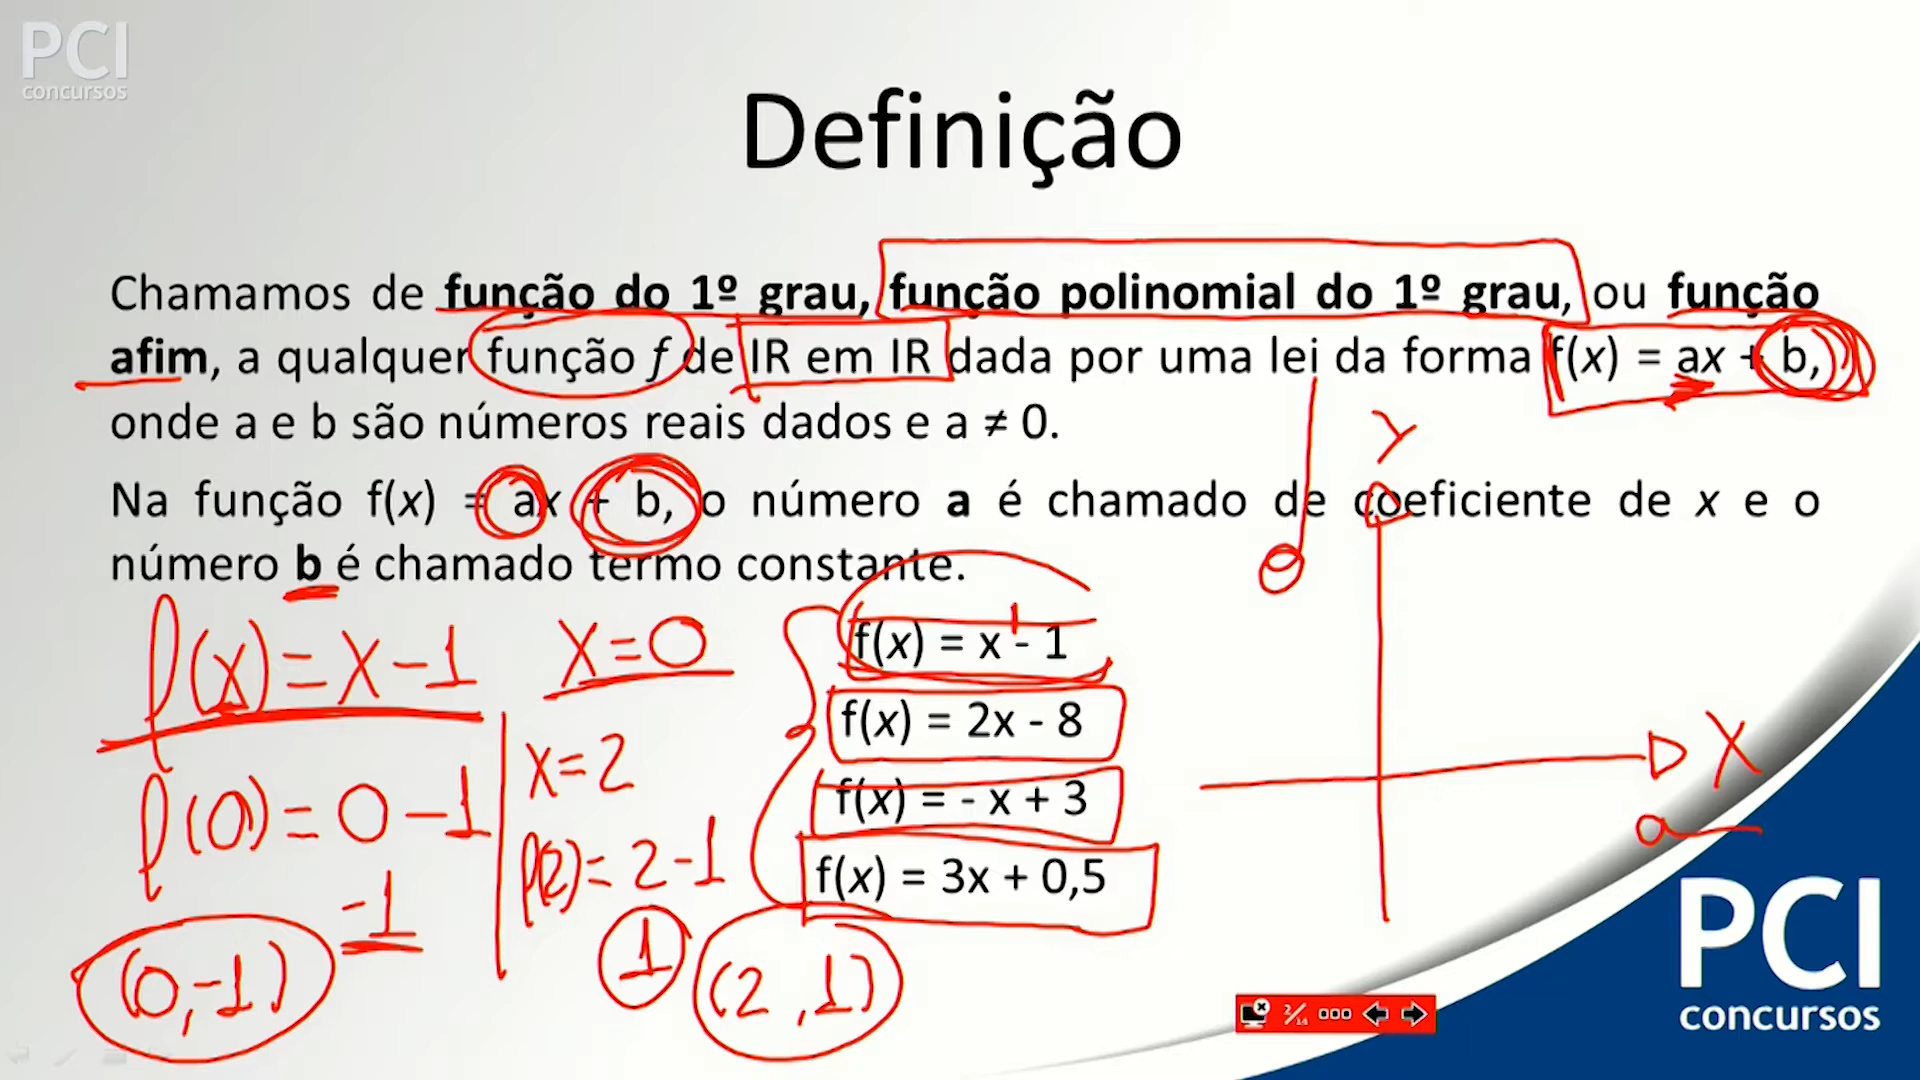 PCI
concursos
Definição
Chamamos de função do 1º grau, função polinomial do 1º grau, ou função
afim, a qualquer função f de IR em IR dada por uma lei da forma f(x) = ax + b,
onde a e b são números reais dados e a ≠ 0.
Na função f(x) = ax + b, o número a é chamado de coeficiente de x e o
número b é chamado termo constante.
f(x) = x - 1
f(x) = 2x - 8
f(x) = - x + 3
f(x) = 3x + 0,5
f(x) = x - 1
x = 0
f(0) = 0 - 1
-1
(0, -1)
x = 2
f(2) = 2 - 1
1
(2, 1)
1
Y
X
a
2/14
PCI
concursos